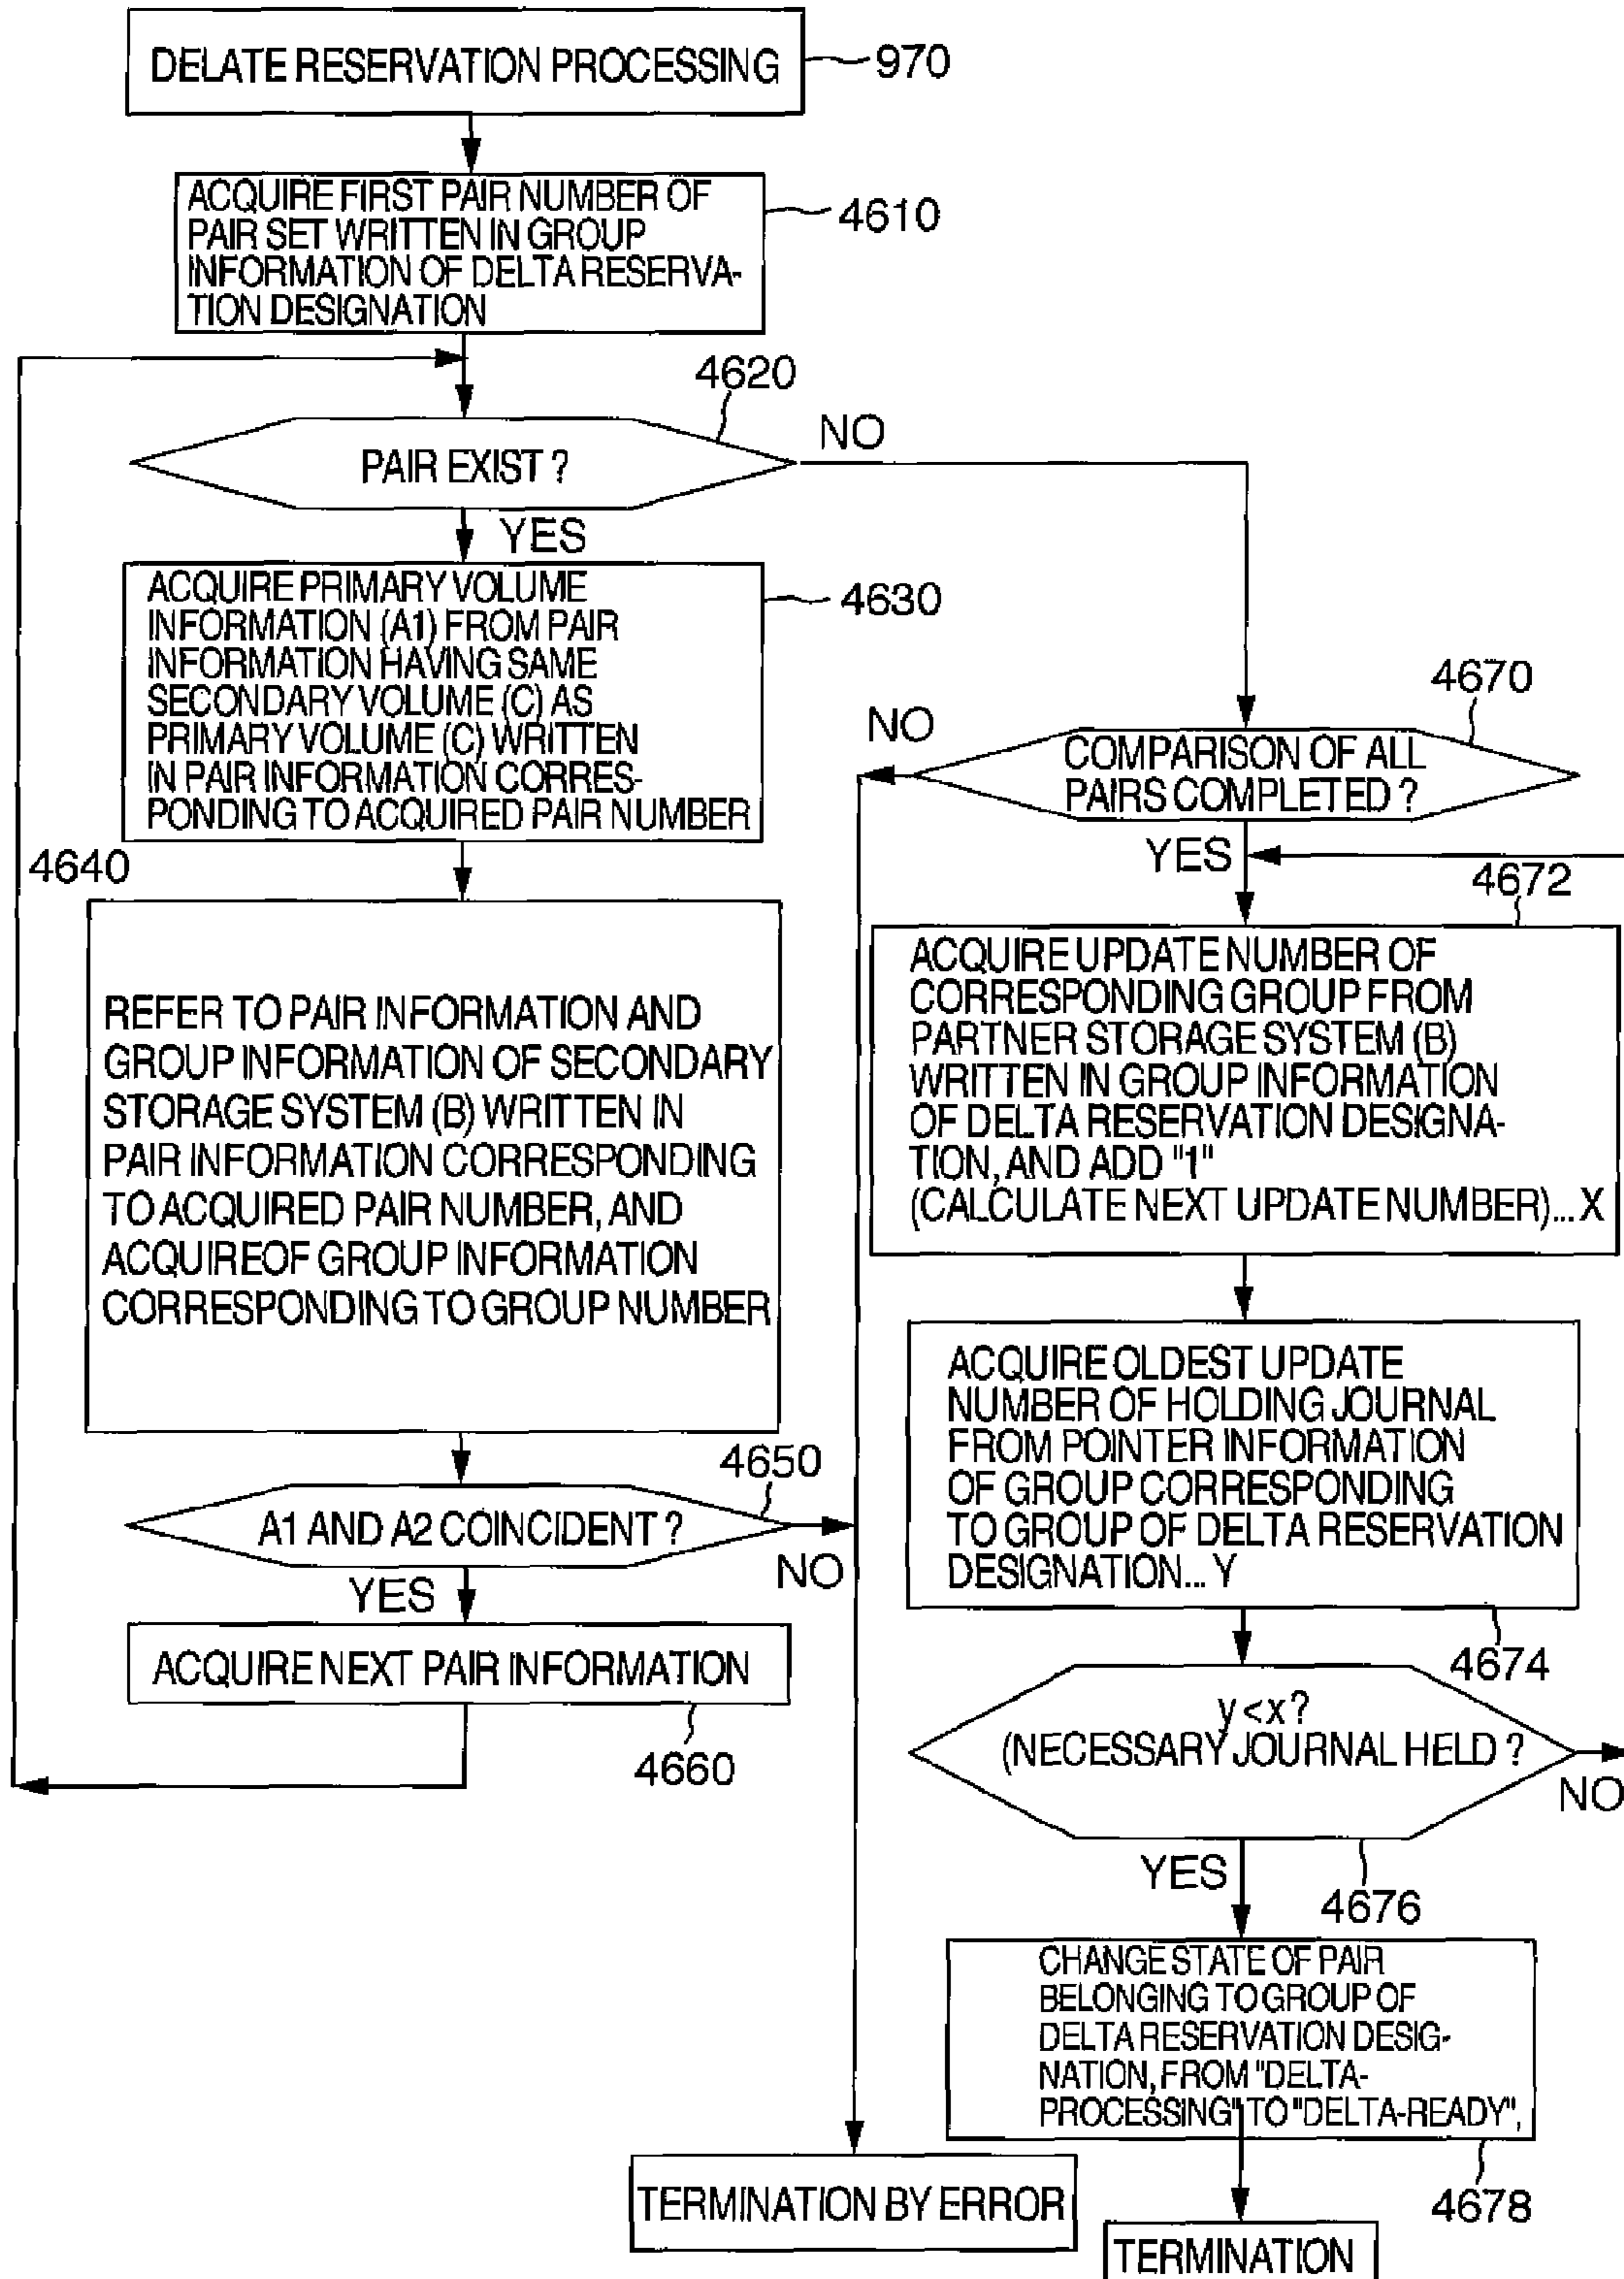 DELATE RESERVATION PROCESSING
970
ACQUIRE FIRST PAIR NUMBER OF
PAIR SET WRITTEN IN GROUP
INFORMATION OF DELTA RESERVA-
TION DESIGNATION
4610
4620
PAIR EXIST ?
NO
YES
ACQUIRE PRIMARY VOLUME
INFORMATION (A1) FROM PAIR
INFORMATION HAVING SAME
SECONDARY VOLUME (C) AS
PRIMARY VOLUME (C) WRITTEN
IN PAIR INFORMATION CORRES-
PONDING TO ACQUIRED PAIR NUMBER
4630
4640
REFER TO PAIR INFORMATION AND
GROUP INFORMATION OF SECONDARY
STORAGE SYSTEM (B) WRITTEN IN
PAIR INFORMATION CORRESPONDING
TO ACQUIRED PAIR NUMBER, AND
ACQUIREOF GROUP INFORMATION
CORRESPONDING TO GROUP NUMBER
4650
A1 AND A2 COINCIDENT ?
NO
YES
ACQUIRE NEXT PAIR INFORMATION
4660
4670
NO
COMPARISON OF ALL
PAIRS COMPLETED ?
YES
4672
ACQUIRE UPDATE NUMBER OF
CORRESPONDING GROUP FROM
PARTNER STORAGE SYSTEM (B)
WRITTEN IN GROUP INFORMATION
OF DELTA RESERVATION DESIGNA-
TION, AND ADD "1"
(CALCULATE NEXT UPDATE NUMBER)... X
ACQUIRE OLDEST UPDATE
NUMBER OF HOLDING JOURNAL
FROM POINTER INFORMATION
OF GROUP CORRESPONDING
TO GROUP OF DELTA RESERVATION
DESIGNATION... Y
4674
y < x ?
(NECESSARY JOURNAL HELD ?
NO
YES
4676
CHANGE STATE OF PAIR
BELONGING TO GROUP OF
DELTA RESERVATION DESIG-
NATION, FROM "DELTA-
PROCESSING" TO "DELTA-READY",
4678
TERMINATION BY ERROR
TERMINATION